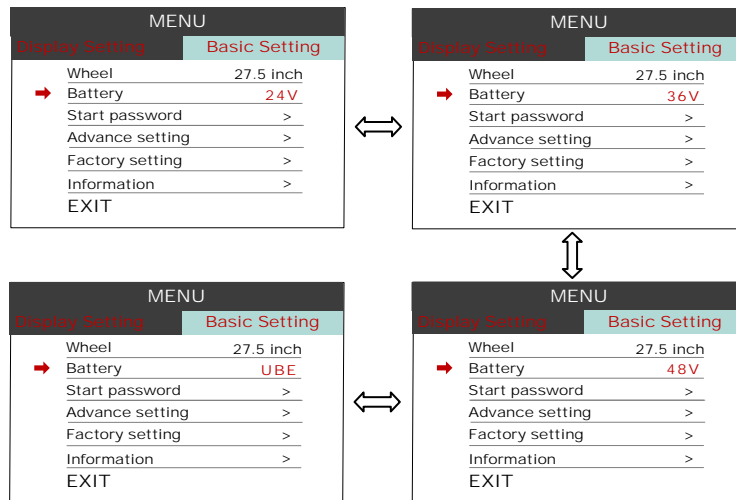 MENU
Display Setting Basic Setting
Wheel 27.5 inch
Battery 24V
Start password >
Advance setting >
Factory setting >
Information >
EXIT
MENU
Display Setting Basic Setting
Wheel 27.5 inch
Battery 36V
Start password >
Advance setting >
Factory setting >
Information >
EXIT
MENU
Display Setting Basic Setting
Wheel 27.5 inch
Battery UBE
Start password >
Advance setting >
Factory setting >
Information >
EXIT
MENU
Display Setting Basic Setting
Wheel 27.5 inch
Battery 48V
Start password >
Advance setting >
Factory setting >
Information >
EXIT